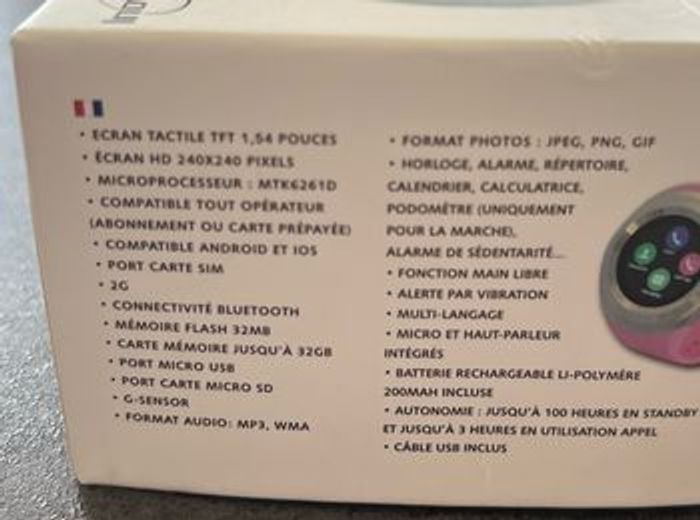 • ECRAN TACTILE TFT 1,54 POUCES
• ÉCRAN HD 240X240 PIXELS
• MICROPROCESSEUR : MTK6261D
• COMPATIBLE TOUT OPÉRATEUR
(ABONNEMENT OU CARTE PRÉPAYÉE)
• COMPATIBLE ANDROID ET IOS
• PORT CARTE SIM
• 2G
• CONNECTIVITÉ BLUETOOTH
• MÉMOIRE FLASH 32MB
• CARTE MÉMOIRE JUSQU'À 32GB
• PORT MICRO USB
• PORT CARTE MICRO SD
• G-SENSOR
• FORMAT AUDIO: MP3, WMA
• FORMAT PHOTOS : JPEG, PNG, GIF
• HORLOGE, ALARME, RÉPERTOIRE,
CALENDRIER, CALCULATRICE,
PODOMÈTRE (UNIQUEMENT
POUR LA MARCHE),
ALARME DE SÉDENTARITÉ...
• FONCTION MAIN LIBRE
• ALERTE PAR VIBRATION
• MULTI-LANGAGE
• MICRO ET HAUT-PARLEUR
INTÉGRÉS
• BATTERIE RECHARGEABLE LI-POLYMÈRE
200MAH INCLUSE
• AUTONOMIE : JUSQU'À 100 HEURES EN STANDBY
ET JUSQU'À 3 HEURES EN UTILISATION APPEL
• CÂBLE USB INCLUS